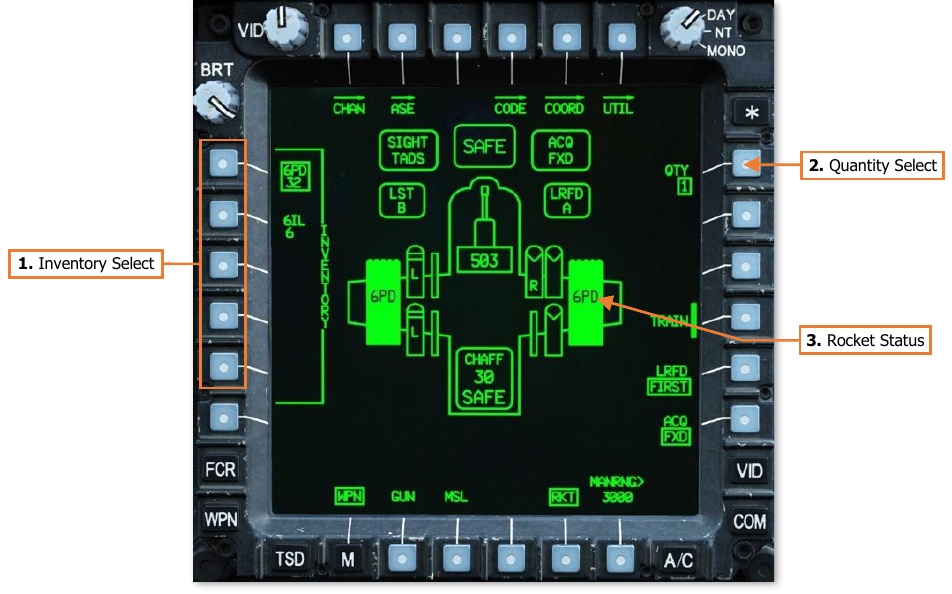 VID
DAY
NT
MONO
BRT
CHAN
ASE
CODE
COORD
UTIL
*
SIGHT
TADS
SAFE
ACQ
FXD
6PD
32
QTY
1
2. Quantity Select
LST
B
LRFD
A
6IL
6
INVENTORY
1. Inventory Select
503
L
R
6PD
6PD
L
TRAIN
3. Rocket Status
CHAFF
30
SAFE
LRFD
FIRST
ACQ
FXD
FCR
VID
WPN
GUN
MSL
RKT
MANRNG>
3000
WPN
COM
TSD
M
A/C